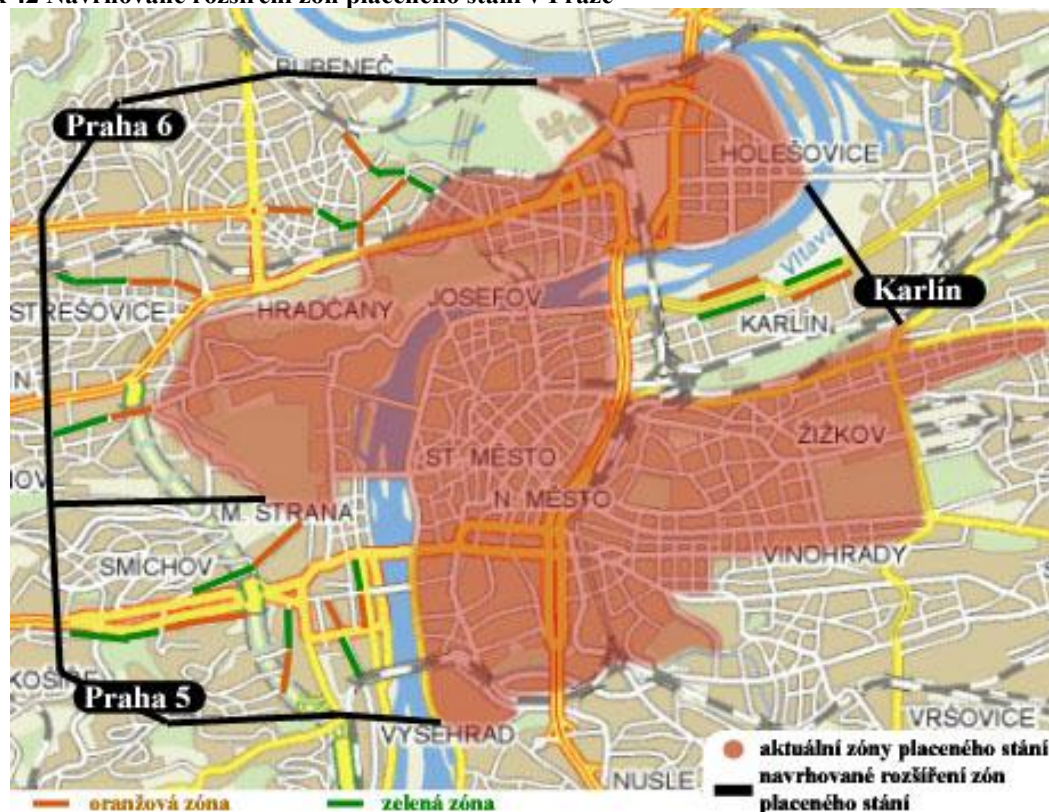 42 Navrhované rozšíření zón placeného stání v Praze
BUBENEČ
Praha 6
HOLEŠOVICE
Vltava
Karlín
STŘEŠOVICE
HRADČANY
JOSEFOV
KARLÍN
N
ŽIŽKOV
ST. MĚSTO
N. MĚSTO
M. STRANA
VINOHRADY
SMÍCHOV
Praha 5
VYŠEHRAD
VRŠOVICE
NUSLE
aktuální zóny placeného stání
navrhované rozšíření zón
placeného stání
oranžová zóna
zelená zóna